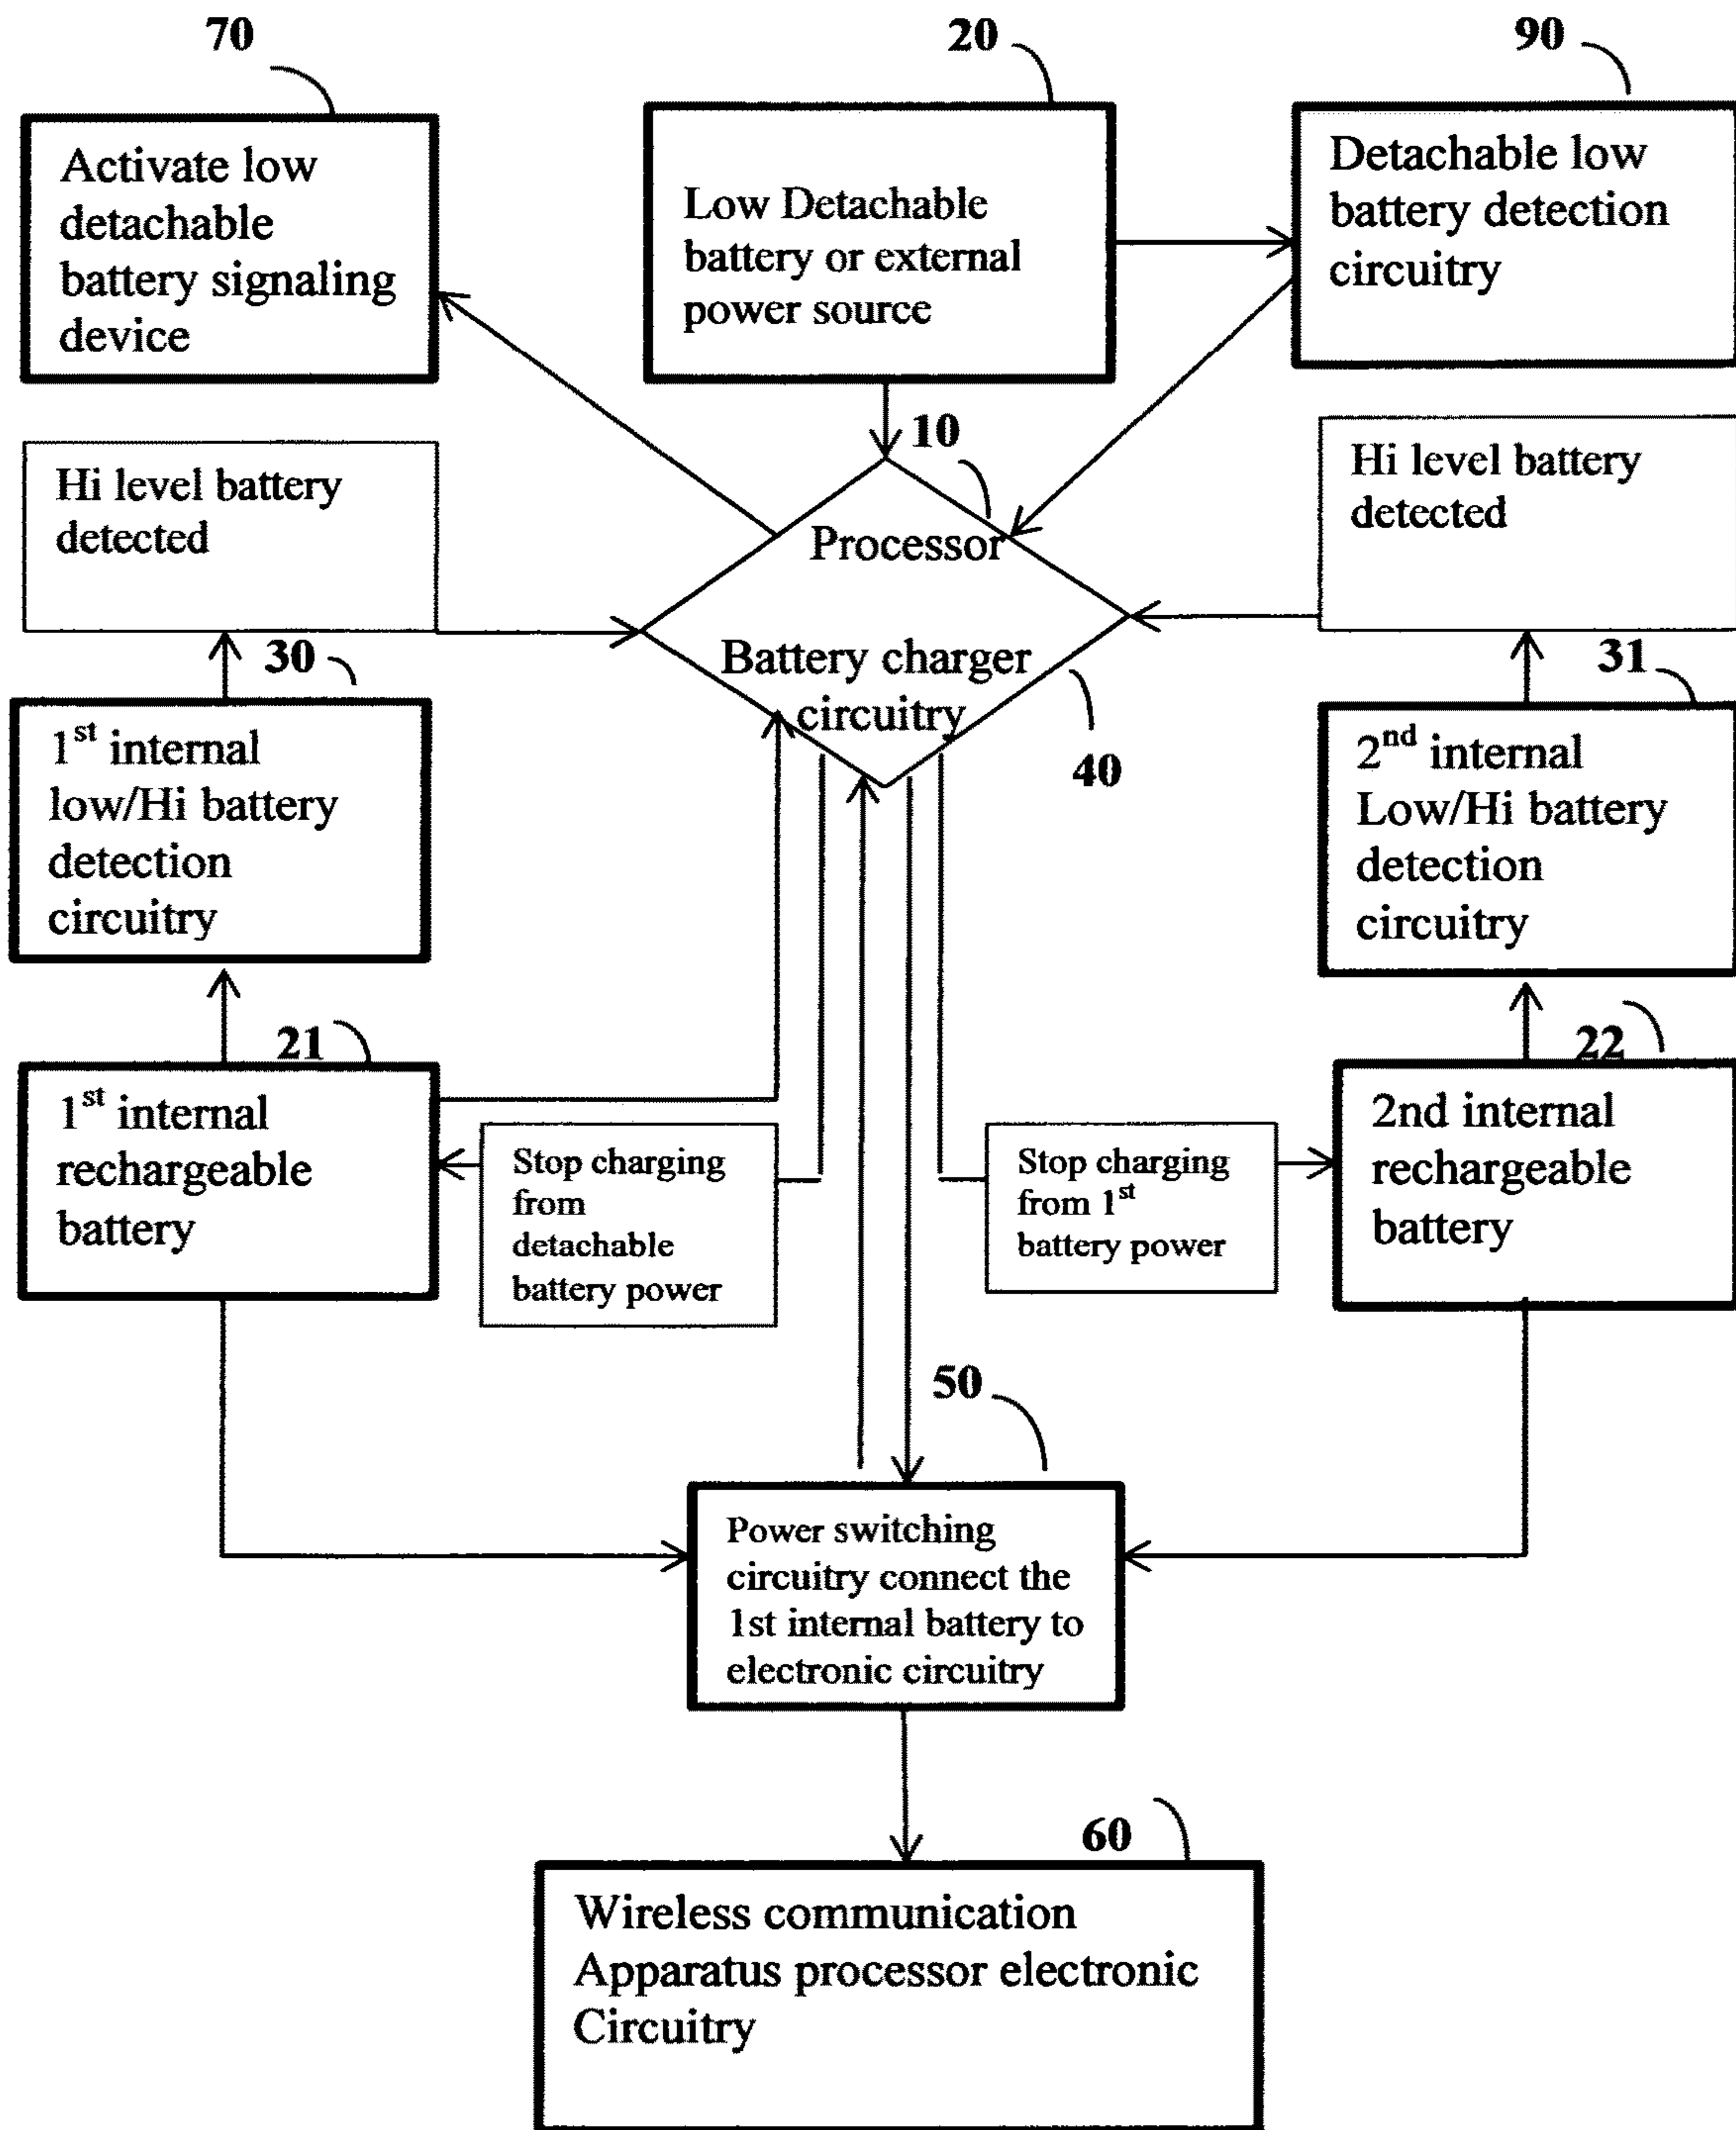 70
20
90
Activate low
detachable
battery signaling
device
Low Detachable
battery or external
power source
Detachable low
battery detection
circuitry
10
Hi level battery
detected
Processor
Hi level battery
detected
Battery charger
circuitry
40
30
31
1st internal
low/Hi battery
detection
circuitry
2nd internal
Low/Hi battery
detection
circuitry
21
22
1st internal
rechargeable
battery
Stop charging
from
detachable
battery power
Stop charging
from 1st
battery power
2nd internal
rechargeable
battery
50
Power switching
circuitry connect the
1st internal battery to
electronic circuitry
60
Wireless communication
Apparatus processor electronic
Circuitry